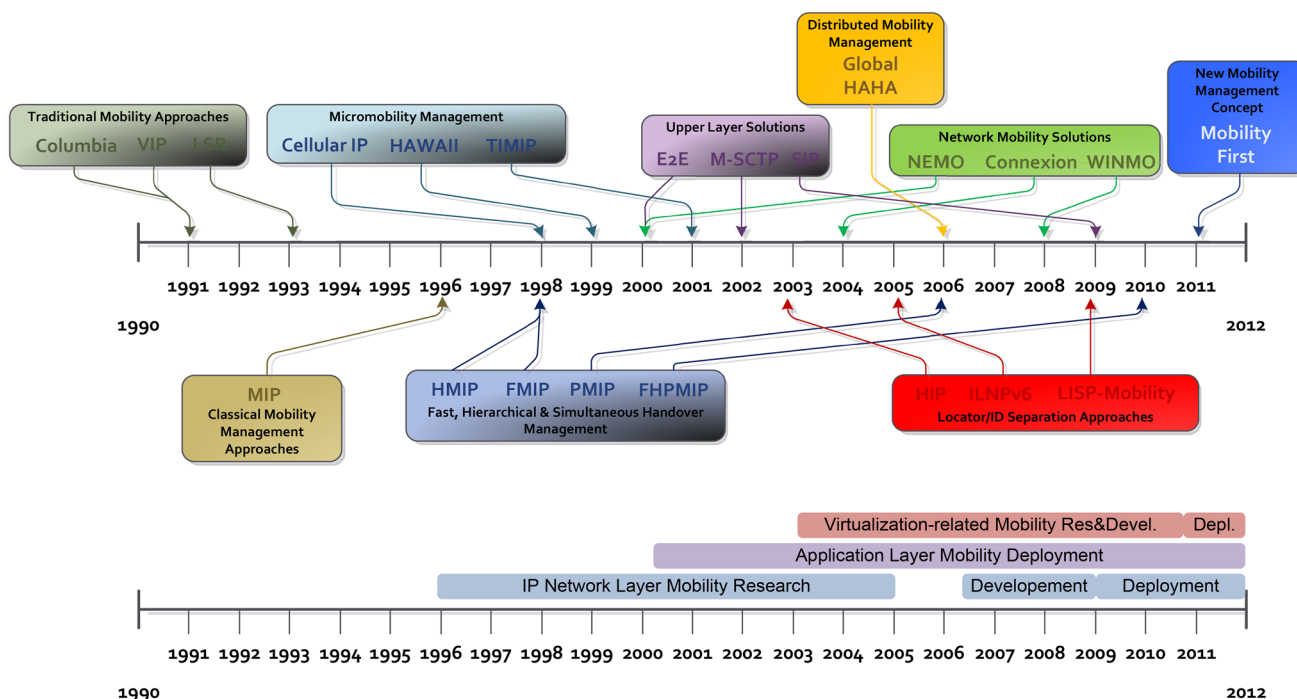 Distributed Mobility
Management
Global
HAHA
Traditional Mobility Approaches
Columbia VIP LSR
Micromobility Management
Cellular IP HAWAII TIMIP
Upper Layer Solutions
E2E M-SCTP SIP
Network Mobility Solutions
NEMO Connexion WINMO
New Mobility
Management
Concept
Mobility
First
1991 1992 1993 1994 1995 1996 1997 1998 1999 2000 2001 2002 2003 2004 2005 2006 2007 2008 2009 2010 2011
1990 2012
MIP
Classical Mobility
Management
Approaches
HMIP FMIP PMIP FHPMIP
Fast, Hierarchical & Simultaneous Handover
Management
HIP ILNPv6 LISP-Mobility
Locator/ID Separation Approaches
Virtualization-related Mobility Res&Devel. Depl.
Application Layer Mobility Deployment
IP Network Layer Mobility Research Developement Deployment
1991 1992 1993 1994 1995 1996 1997 1998 1999 2000 2001 2002 2003 2004 2005 2006 2007 2008 2009 2010 2011
1990 2012